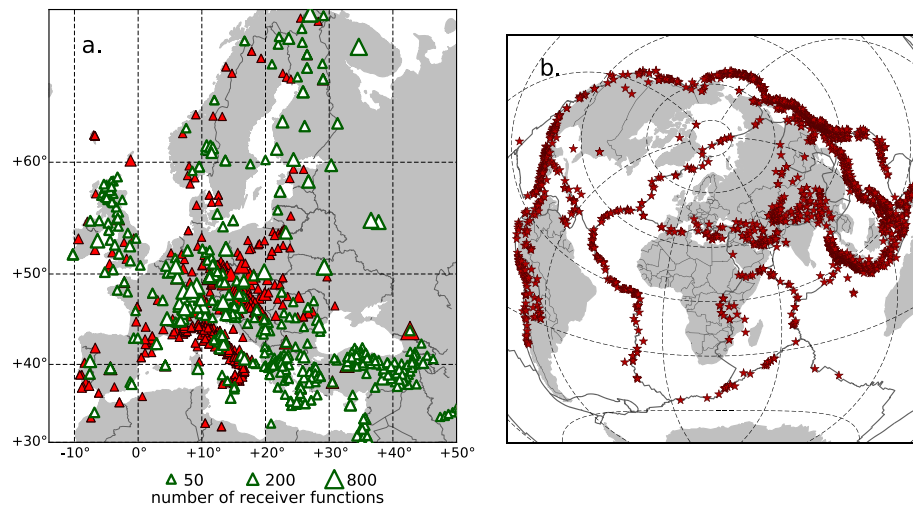 a.
b.
+60°
+50°
+40°
+30°
-10° 0° +10° +20° +30° +40° +50°
50 200 800
number of receiver functions